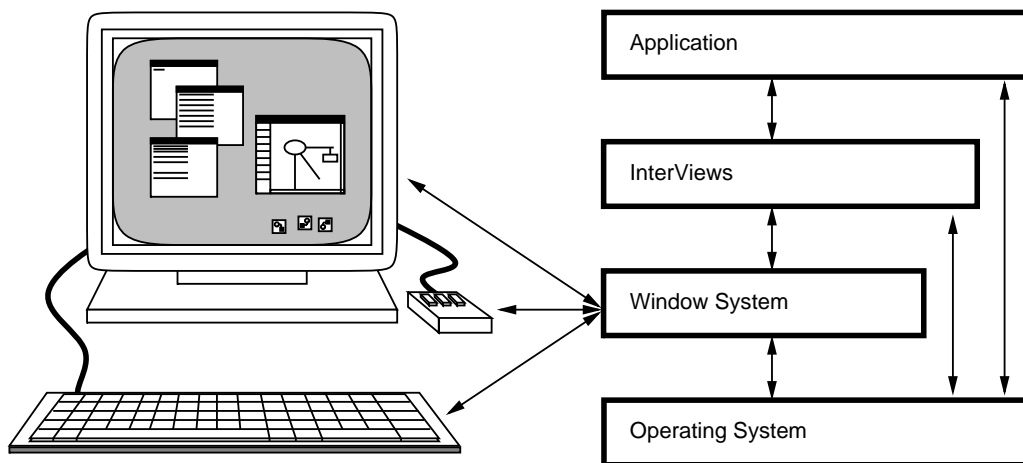 Application
InterViews
Window System
Operating System